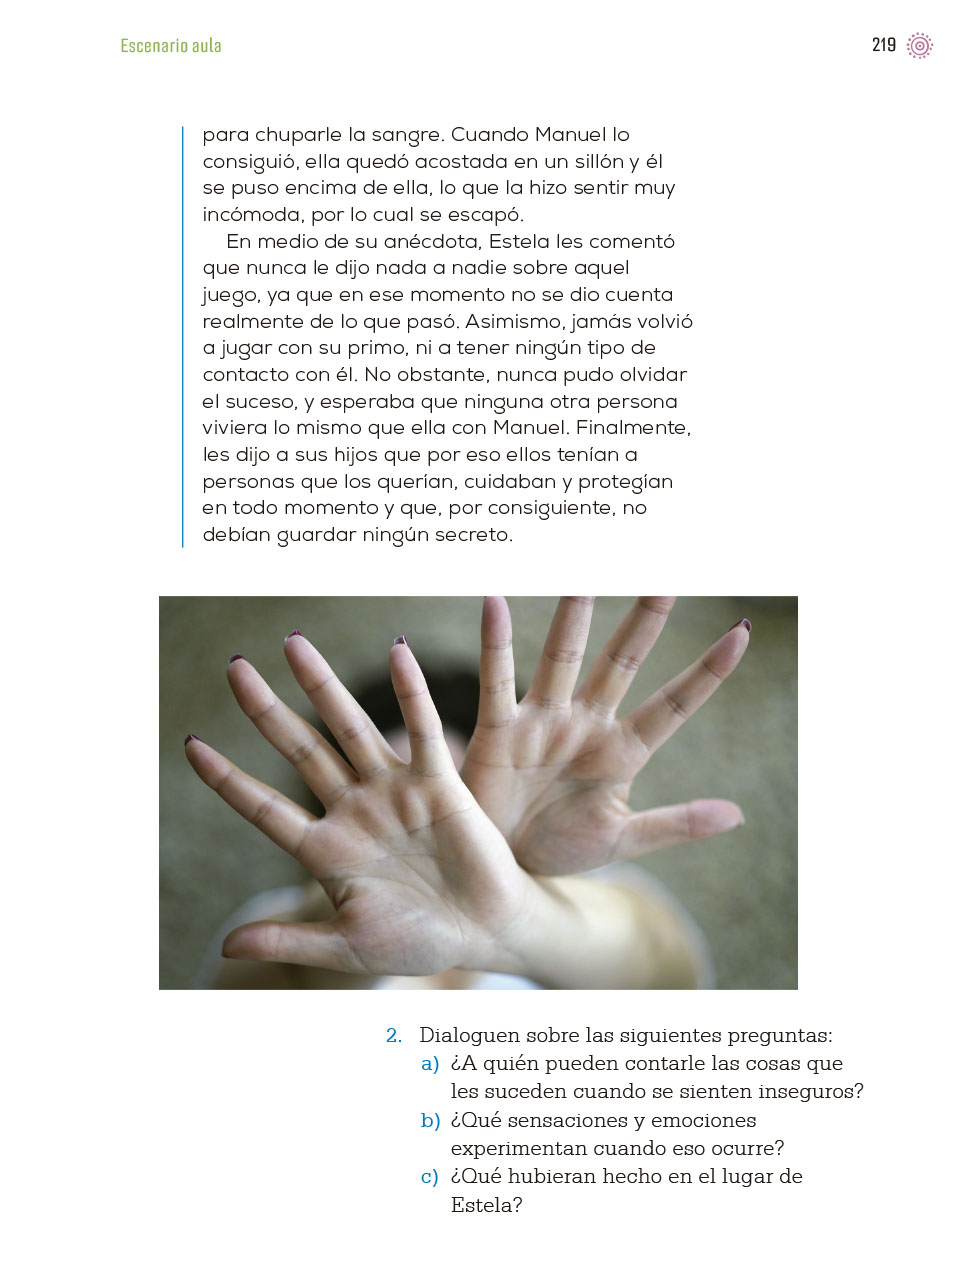 Escenario aula
219
para chuparle la sangre. Cuando Manuel lo
consiguió, ella quedó acostada en un sillón y él
se puso encima de ella, lo que la hizo sentir muy
incómoda, por lo cual se escapó.
En medio de su anécdota, Estela les comentó
que nunca le dijo nada a nadie sobre aquel
juego, ya que en ese momento no se dio cuenta
realmente de lo que pasó. Asimismo, jamás volvió
a jugar con su primo, ni a tener ningún tipo de
contacto con él. No obstante, nunca pudo olvidar
el suceso, y esperaba que ninguna otra persona
viviera lo mismo que ella con Manuel. Finalmente,
les dijo a sus hijos que por eso ellos tenían a
personas que los querían, cuidaban y protegían
en todo momento y que, por consiguiente, no
debían guardar ningún secreto.
2. Dialoguen sobre las siguientes preguntas:
a) ¿A quién pueden contarle las cosas que
les suceden cuando se sienten inseguros?
b) ¿Qué sensaciones y emociones
experimentan cuando eso ocurre?
c) ¿Qué hubieran hecho en el lugar de
Estela?